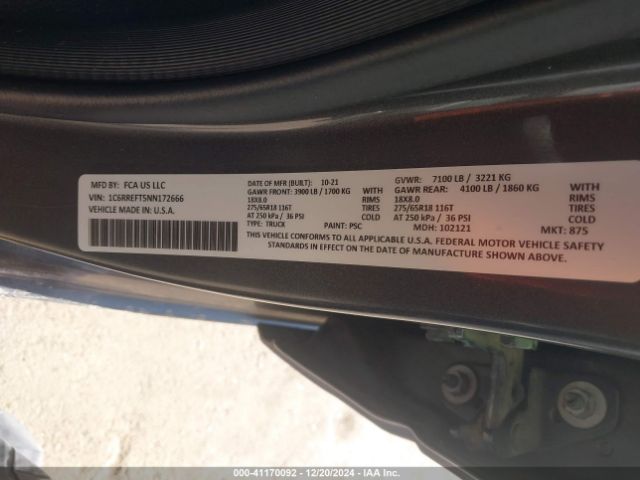 MFD BY: FCA US LLC
VIN: 1C6RREFT5NN172666
VEHICLE MADE IN: U.S.A.
DATE OF MFR (BUILT): 10-21
GAWR FRONT: 3900 LB / 1700 KG
18X8.0 RIMS
275/65R18 116T TIRES
AT 250 kPa / 36 PSI COLD
TYPE: TRUCK PAINT: PSC
GVWR: 7100 LB / 3221 KG
GAWR REAR: 4100 LB / 1860 KG
18X8.0 RIMS
275/65R18 116T TIRES
AT 250 kPa / 36 PSI COLD
MDH: 102121 MKT: 875
THIS VEHICLE CONFORMS TO ALL APPLICABLE U.S.A. FEDERAL MOTOR VEHICLE SAFETY
STANDARDS IN EFFECT ON THE DATE OF MANUFACTURE SHOWN ABOVE.
000-41170092 • 12/20/2024 • IAA Inc.